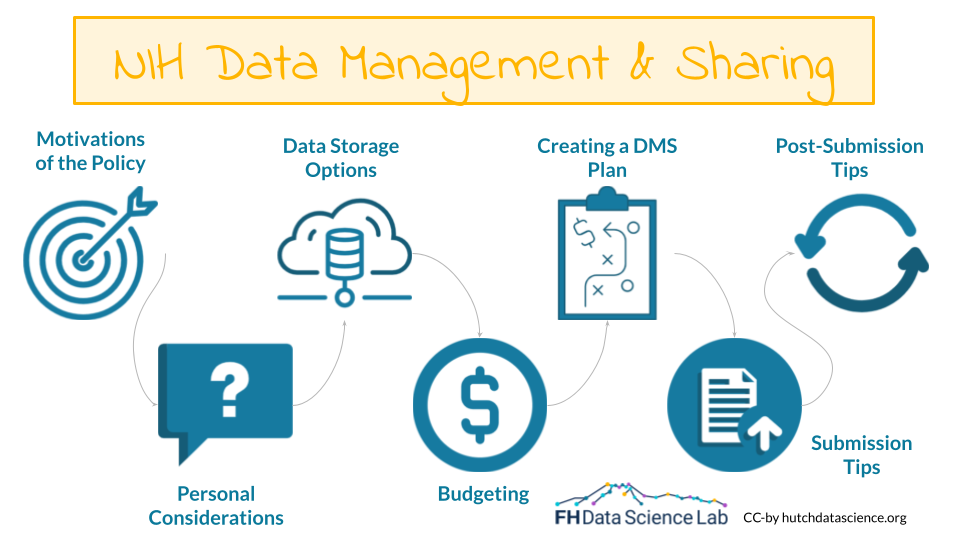 NIH Data Management & Sharing
Motivations
of the Policy
Data Storage
Options
Creating a DMS
Plan
Post-Submission
Tips
$
?
$
Personal
Considerations
Budgeting
Submission
Tips
FH Data Science Lab
CC-by hutchdatascience.org